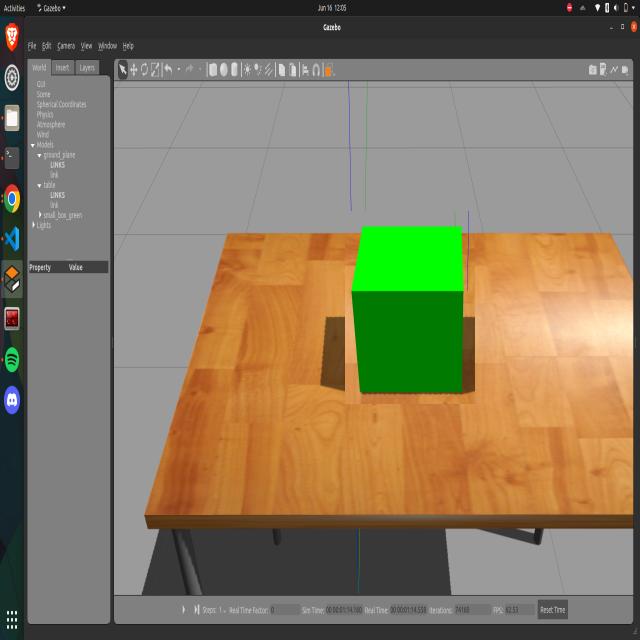 Activities Gazebo ▾ Jun 16 12:05
Gazebo
File Edit Camera View Window Help
World Insert Layers
GUI
Scene
Spherical Coordinates
Physics
Atmosphere
Wind
Models
ground_plane
LINKS
link
table
LINKS
link
small_box_green
Lights
Property Value
Steps: 1 Real Time Factor: 0 Sim Time: 00 00:01:14.160 Real Time: 00 00:01:14.558 Iterations: 74160 FPS: 62.53 Reset Time